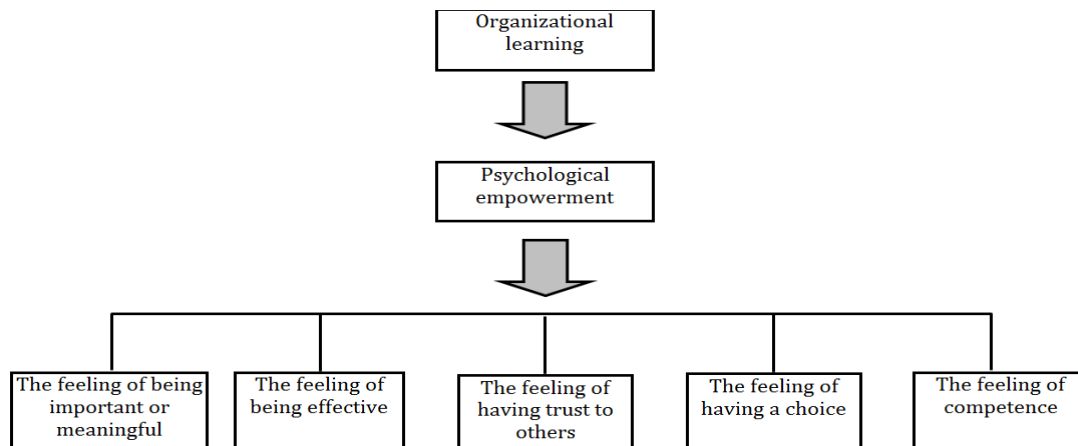 Organizational
learning
Psychological
empowerment
The feeling of being
important or
meaningful
The feeling of
being effective
The feeling of
having trust to
others
The feeling of
having a choice
The feeling of
competence